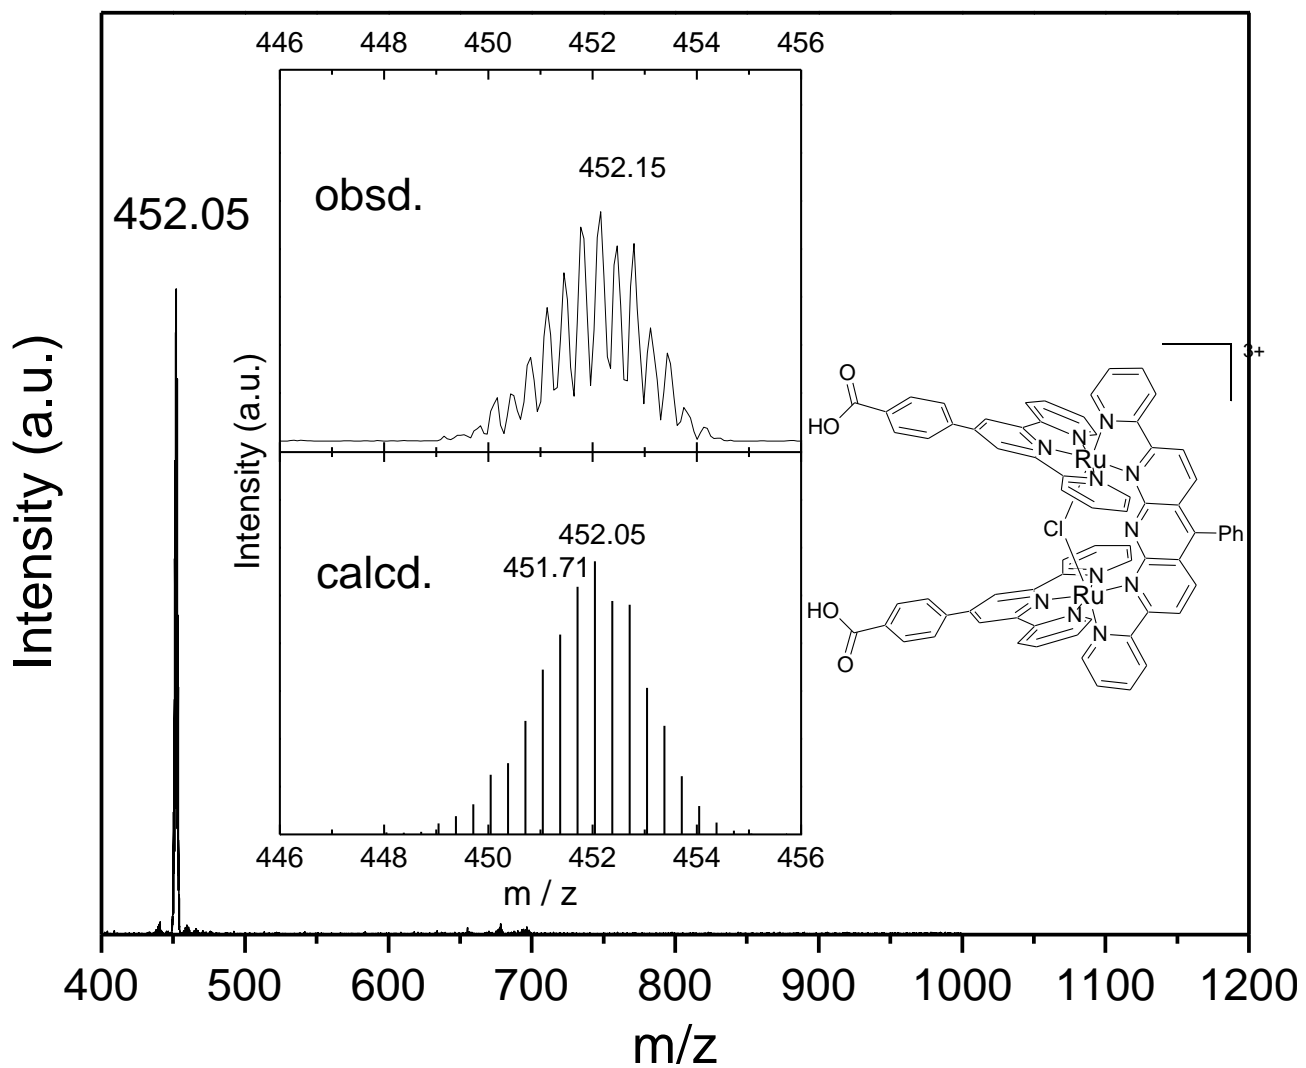 446 448 450 452 454 456
452.15
obsd.
452.05
Intensity (a.u.)
Intensity (a.u.)
452.05
451.71
calcd.
446 448 450 452 454 456
m / z
400 500 600 700 800 900 1000 1100 1200
m/z
3+
O
HO
N
N
N
Ru
N
N
Cl
N
Ph
N
HO
Ru
N
N
N
N
O